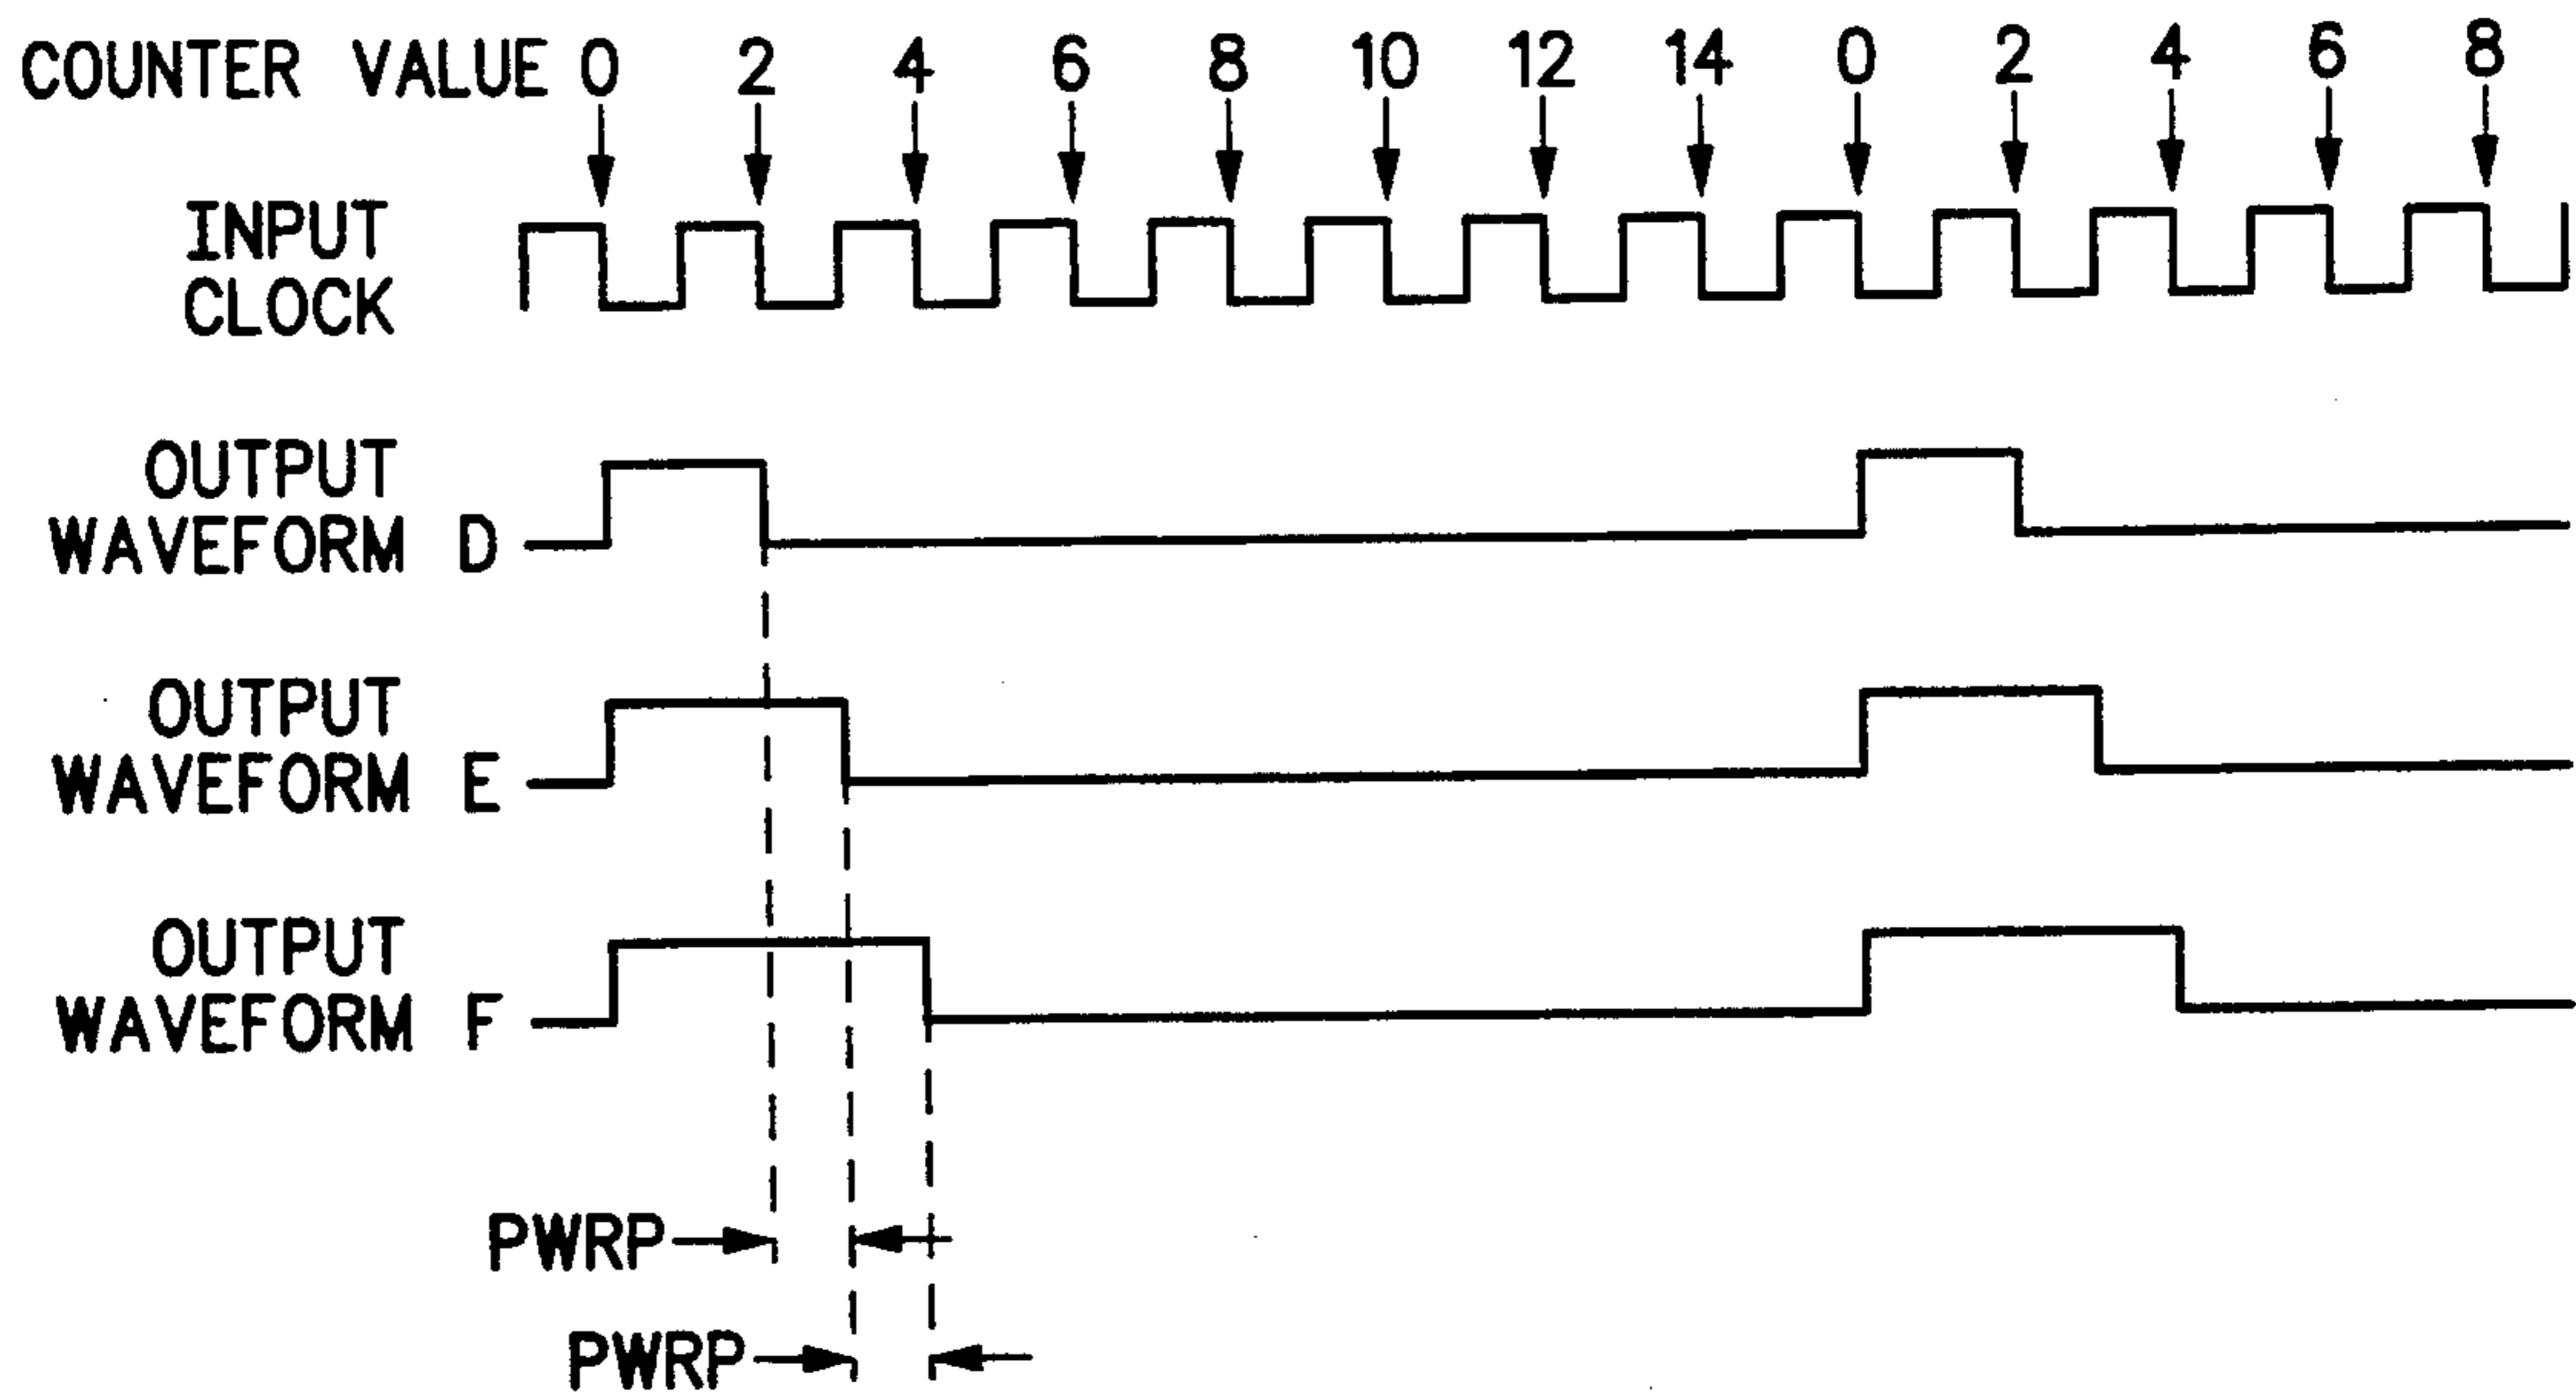 COUNTER VALUE 0 2 4 6 8 10 12 14 0 2 4 6 8
INPUT
CLOCK
OUTPUT
WAVEFORM D
OUTPUT
WAVEFORM E
OUTPUT
WAVEFORM F
PWRP
PWRP